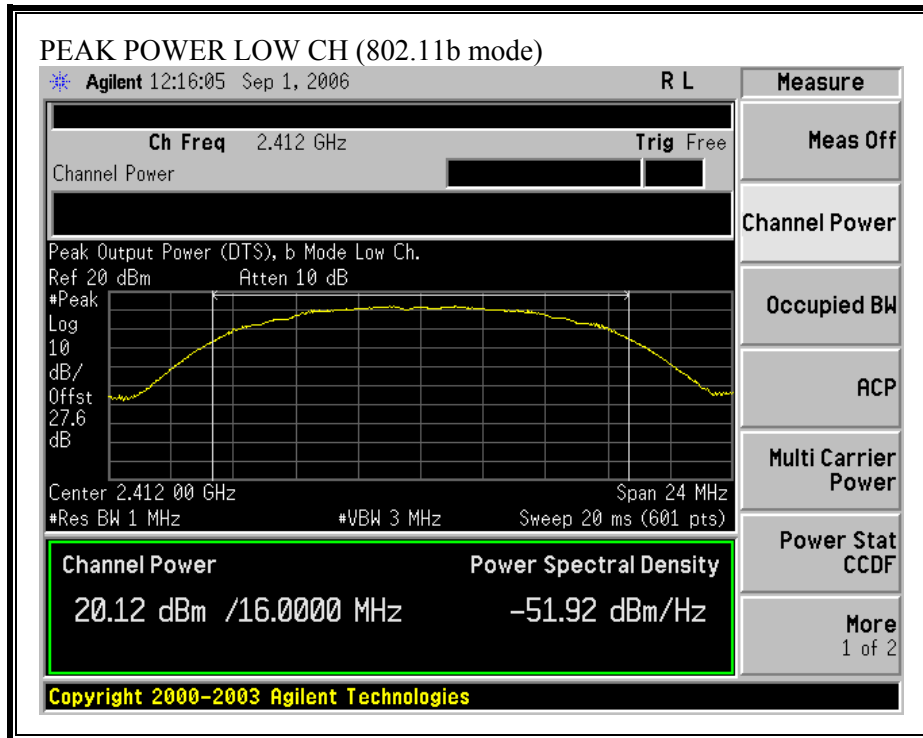 PEAK POWER LOW CH (802.11b mode)
Agilent 12:16:05 Sep 1, 2006 R L
Measure
Ch Freq 2.412 GHz Trig Free
Channel Power
Peak Output Power (DTS), b Mode Low Ch.
Ref 20 dBm Atten 10 dB
#Peak
Log
10
dB/
Offst
27.6
dB
Center 2.412 00 GHz Span 24 MHz
#Res BW 1 MHz #VBW 3 MHz Sweep 20 ms (601 pts)
Channel Power Power Spectral Density
20.12 dBm /16.0000 MHz -51.92 dBm/Hz
Meas Off
Channel Power
Occupied BW
ACP
Multi Carrier
Power
Power Stat
CCDF
More
1 of 2
Copyright 2000-2003 Agilent Technologies